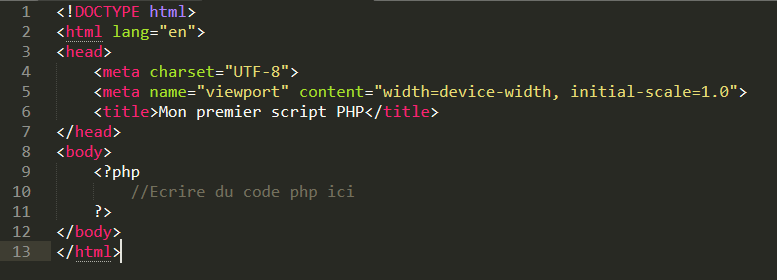 1 <!DOCTYPE html>
2 <html lang="en">
3 <head>
4     <meta charset="UTF-8">
5     <meta name="viewport" content="width=device-width, initial-scale=1.0">
6     <title>Mon premier script PHP</title>
7 </head>
8 <body>
9     <?php
10         //Ecrire du code php ici
11     ?>
12 </body>
13 </html>